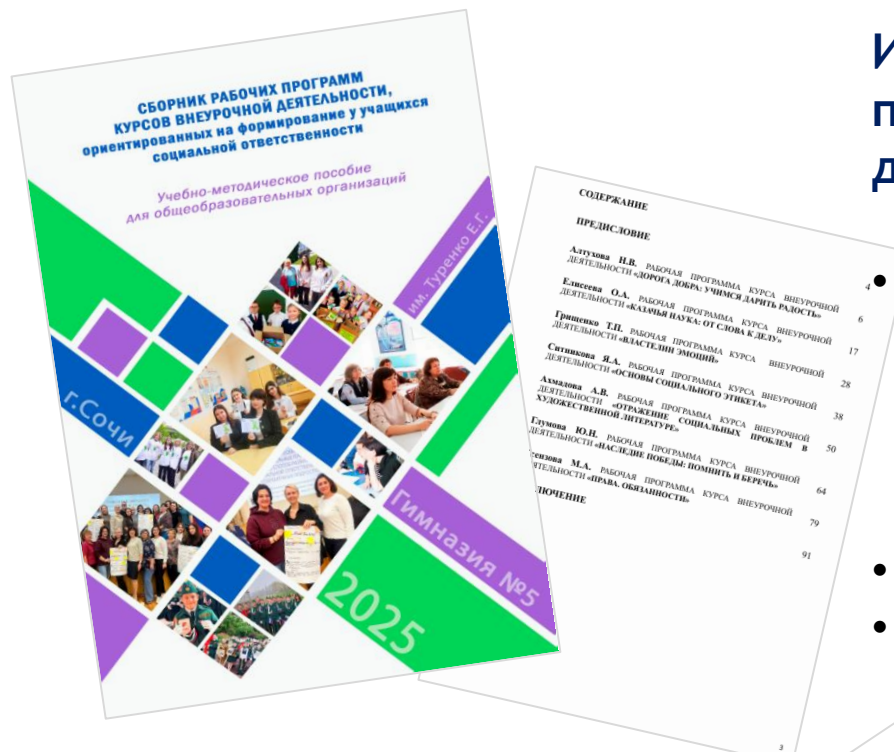 СБОРНИК РАБОЧИХ ПРОГРАММ
КУРСОВ ВНЕУРОЧНОЙ ДЕЯТЕЛЬНОСТИ,
ориентированных на формирование у учащихся
социальной ответственности
Учебно-методическое пособие
для общеобразовательных организаций
им. Туренко Е.Г.
г.Сочи
Гимназия №5
2025
СОДЕРЖАНИЕ
ПРЕДИСЛОВИЕ
4
Алтухова Н.В. РАБОЧАЯ ПРОГРАММА КУРСА ВНЕУРОЧНОЙ
ДЕЯТЕЛЬНОСТИ «ДОРОГА ДОБРА: УЧИМСЯ ДАРИТЬ РАДОСТЬ»
6
Елисеева О.А. РАБОЧАЯ ПРОГРАММА КУРСА ВНЕУРОЧНОЙ
ДЕЯТЕЛЬНОСТИ «КАЗАЧЬЯ НАУКА: ОТ СЛОВА К ДЕЛУ»
17
Грищенко Т.П. РАБОЧАЯ ПРОГРАММА КУРСА ВНЕУРОЧНОЙ
ДЕЯТЕЛЬНОСТИ «ВЛАСТЕЛИН ЭМОЦИЙ»
28
Ситникова Я.А. РАБОЧАЯ ПРОГРАММА КУРСА ВНЕУРОЧНОЙ
ДЕЯТЕЛЬНОСТИ «ОСНОВЫ СОЦИАЛЬНОГО ЭТИКЕТА»
38
Ахмадова А.В. РАБОЧАЯ ПРОГРАММА КУРСА ВНЕУРОЧНОЙ
ДЕЯТЕЛЬНОСТИ «ОТРАЖЕНИЕ СОЦИАЛЬНЫХ ПРОБЛЕМ В
ХУДОЖЕСТВЕННОЙ ЛИТЕРАТУРЕ»
50
Глумова Ю.Н. РАБОЧАЯ ПРОГРАММА КУРСА ВНЕУРОЧНОЙ
ДЕЯТЕЛЬНОСТИ «НАСЛЕДИЕ ПОБЕДЫ: ПОМНИТЬ И БЕРЕЧЬ»
64
М.А. РАБОЧАЯ ПРОГРАММА КУРСА ВНЕУРОЧНОЙ
ЯТЕЛЬНОСТИ «ПРАВА. ОБЯЗАННОСТИ»
79
ЛЮЧЕНИЕ
91
3
И
п
д